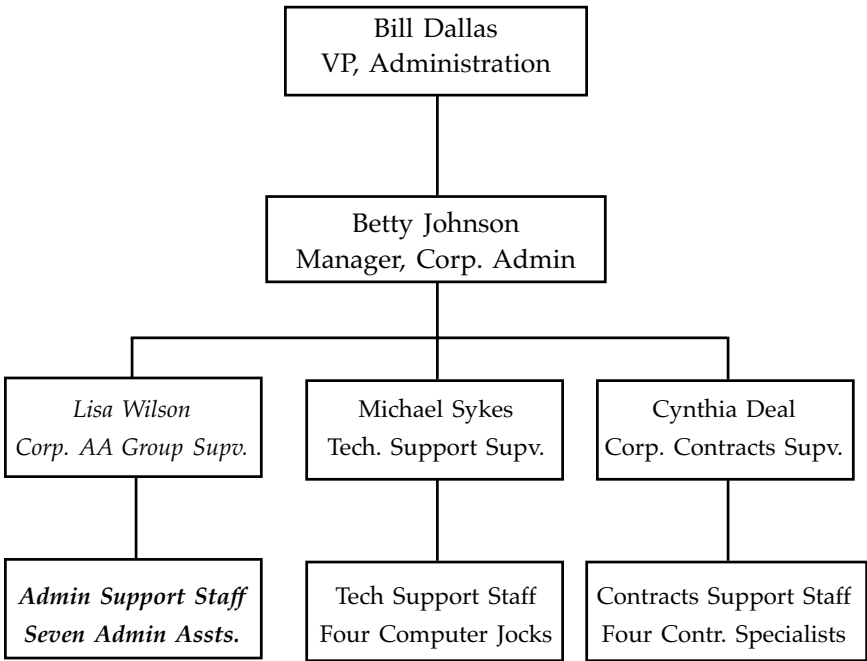 Bill Dallas
VP, Administration
Betty Johnson
Manager, Corp. Admin
Lisa Wilson
Corp. AA Group Supv.
Michael Sykes
Tech. Support Supv.
Cynthia Deal
Corp. Contracts Supv.
Admin Support Staff
Seven Admin Assts.
Tech Support Staff
Four Computer Jocks
Contracts Support Staff
Four Contr. Specialists